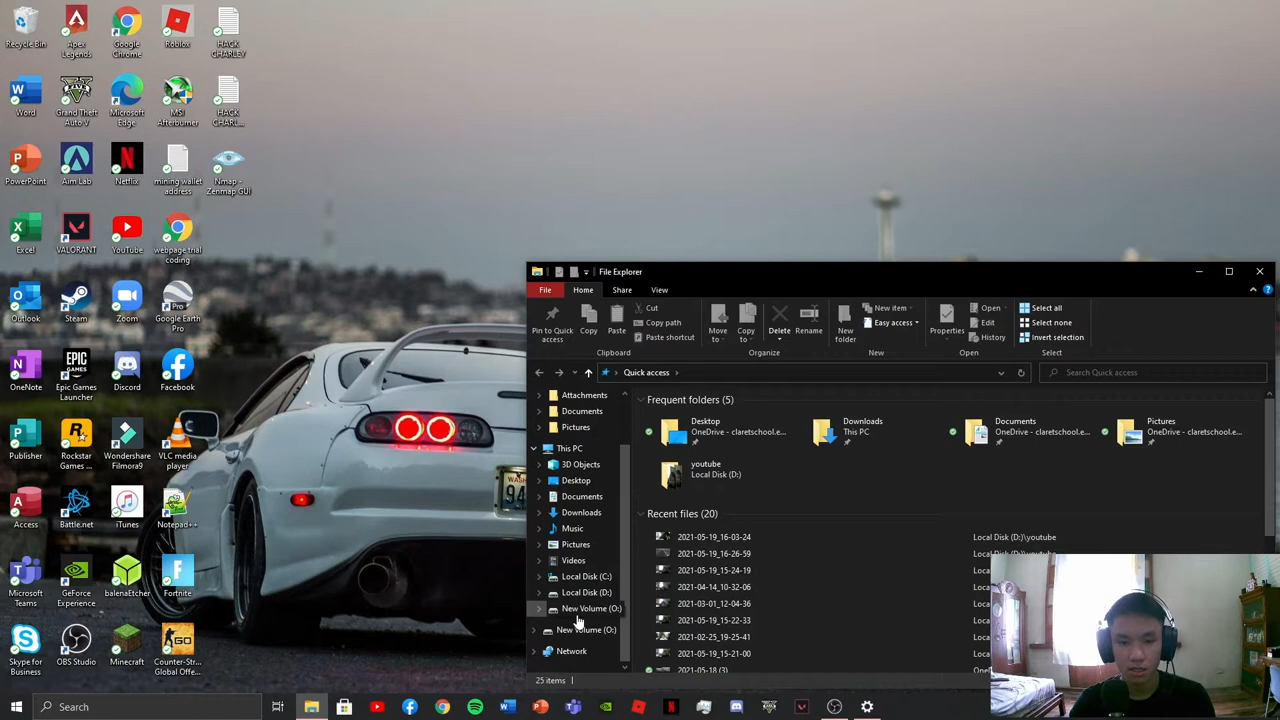 Recycle Bin
Apex Legends
Google Chrome
Roblox
HACK CHARLEY
Word
Grand Theft Auto V
Microsoft Edge
MSI Afterburner
HACK CHARL...
PowerPoint
Aim Lab
Netflix
mining wallet address
Nmap - Zenmap GUI
Excel
VALORANT
YouTube
webpage trial coding
Outlook
Steam
Zoom
Google Earth Pro
OneNote
Epic Games Launcher
Discord
Facebook
Publisher
Rockstar Games ...
Wondershare Filmora9
VLC media player
Access
Battle.net
iTunes
Notepad++
Microsoft Teams
GeForce Experience
balenaEtcher
Fortnite
Skype for Business
OBS Studio
Minecraft
Counter-Str... Global Offe...
File Explorer
File
Home
Share
View
Pin to Quick access
Copy
Paste
Cut
Copy path
Paste shortcut
Move to
Copy to
Delete
Rename
New folder
New item
Easy access
Properties
Open
Edit
History
Select all
Select none
Invert selection
Clipboard
Organize
New
Open
Select
Quick access
Search Quick access
Attachments
Documents
Pictures
This PC
3D Objects
Desktop
Documents
Downloads
Music
Pictures
Videos
Local Disk (C:)
Local Disk (D:)
New Volume (O:)
New Volume (O:)
Network
Frequent folders (5)
Desktop
OneDrive - claretschool.e...
Downloads
This PC
Documents
OneDrive - claretschool.e...
Pictures
OneDrive - claretschool.e...
youtube
Local Disk (D:)
Recent files (20)
2021-05-19_16-03-24
Local Disk (D:)\youtube
2021-05-19_16-26-59
Local Disk (D:)\youtube
2021-05-19_15-24-19
Loca
2021-04-14_10-32-06
Loca
2021-03-01_12-04-36
Loca
2021-05-19_15-22-33
Loca
2021-02-25_19-25-41
Loca
2021-05-19_15-21-00
Loca
2021-05-18 (3)
25 items
Search